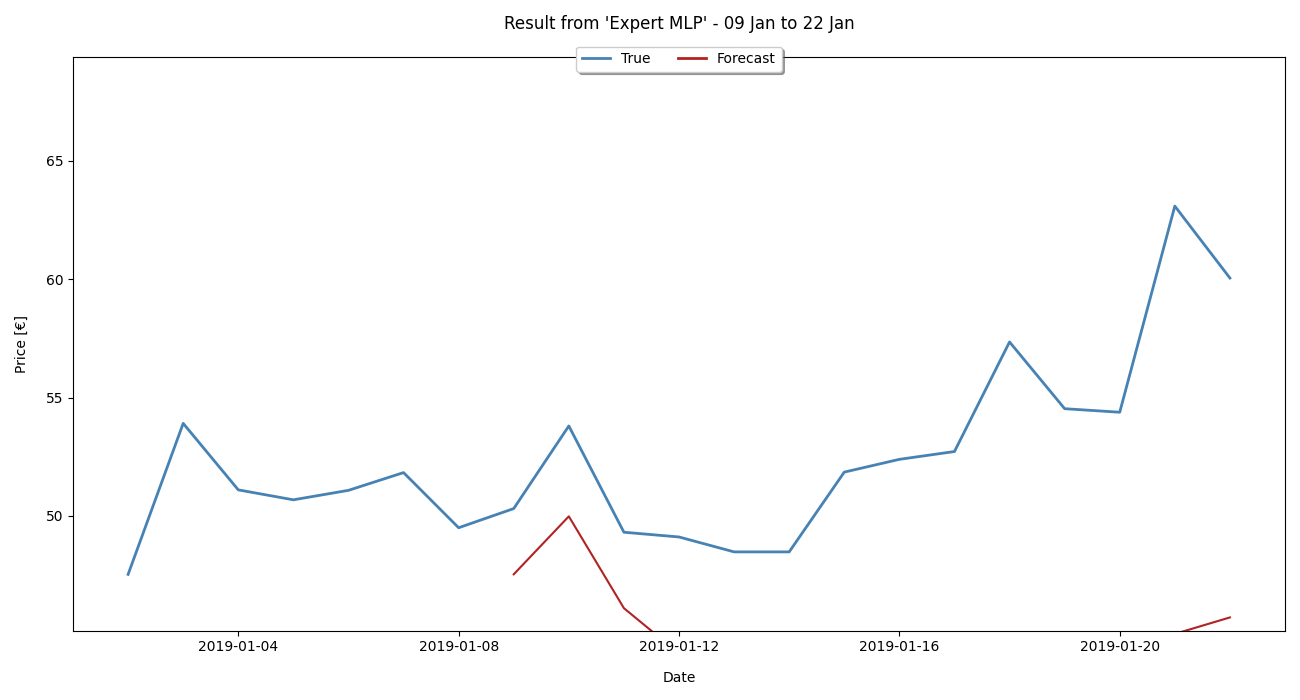 Result from 'Expert MLP' - 09 Jan to 22 Jan
True Forecast
65
60
55
50
Price [€]
2019-01-04 2019-01-08 2019-01-12 2019-01-16 2019-01-20
Date